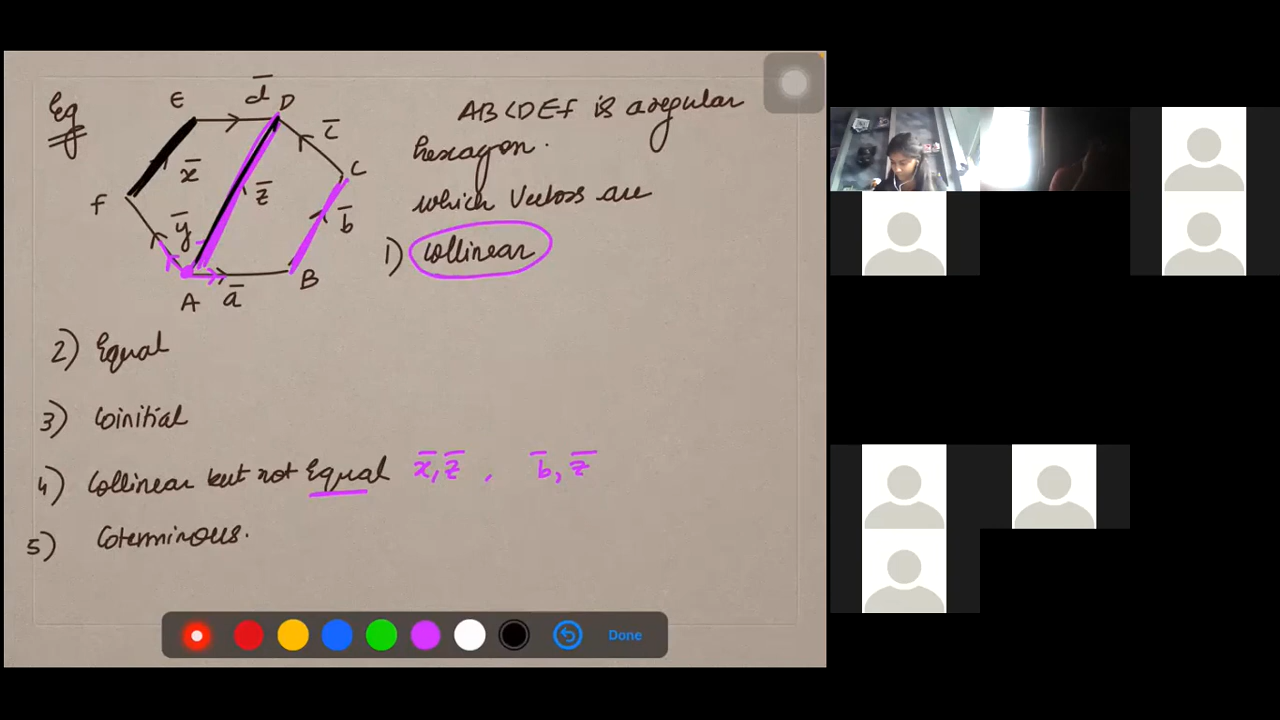 Eg
E
d̅
D
ABCDEF is a regular
c̅
hexagon.
x̅
C
z̅
which Vectors are
F
b̅
y̅
1) Collinear
B
A
a̅
2) Equal
3) Coinitial
4) Collinear but not Equal x̅, z̅ , b̅, z̅
5) Coterminous.
Done